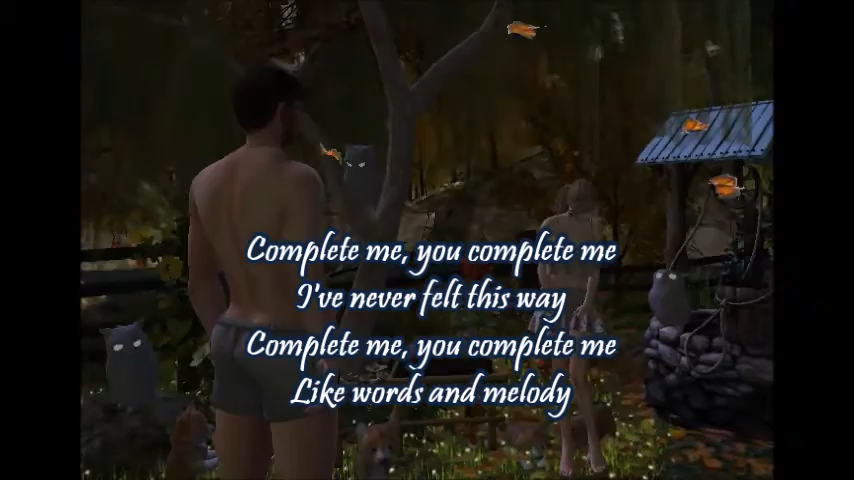 Complete me, you complete me
I've never felt this way
Complete me, you complete me
Like words and melody